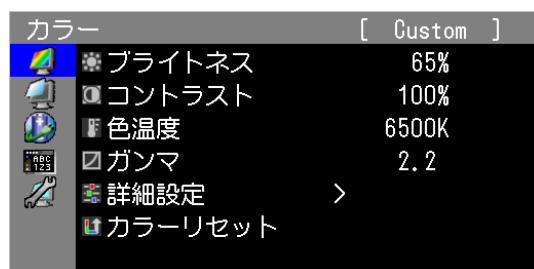 カラー [ Custom ]
ブライトネス 65%
コントラスト 100%
色温度 6500K
ガンマ 2.2
ABC
123
詳細設定 >
カラーリセット